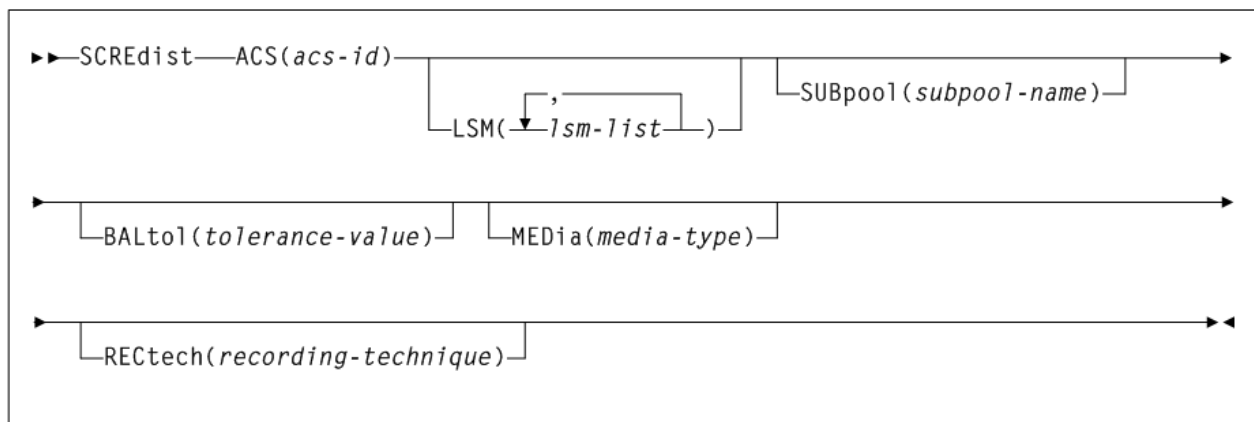 SCREdist ACS(acs-id)
SUBpool(subpool-name)
,
LSM( lsm-list )
BALtol(tolerance-value) MEDia(media-type)
RECtech(recording-technique)